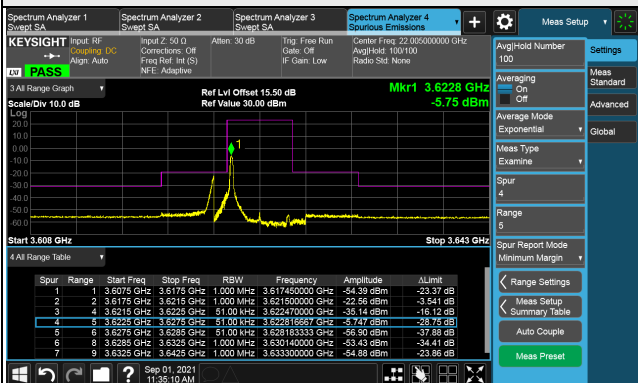 Spectrum Analyzer 1
Swept SA
Spectrum Analyzer 2
Swept SA
Spectrum Analyzer 3
Swept SA
Spectrum Analyzer 4
Spurious Emissions
Meas Setup
KEYSIGHT
Input: RF
Coupling: DC
Align: Auto
Input Z: 50 Ω
Corrections: Off
Freq Ref: Int (S)
NFE: Adaptive
Atten: 30 dB
Trig: Free Run
Gate: Off
IF Gain: Low
Center Freq: 22.005000000 GHz
Avg|Hold: 100/100
Radio Std: None
LXI PASS
3 All Range Graph
Scale/Div 10.0 dB
Ref Lvl Offset 15.50 dB
Ref Value 30.00 dBm
Mkr1 3.6228 GHz
-5.75 dBm
Log
20.0
10.0
0.00
-10.0
-20.0
-30.0
-40.0
-50.0
-60.0
1
Start 3.608 GHz
Stop 3.643 GHz
4 All Range Table
Spur Range Start Freq Stop Freq RBW Frequency Amplitude ΔLimit
1 1 3.6075 GHz 3.6175 GHz 1.000 MHz 3.617450000 GHz -54.39 dBm -23.37 dB
2 2 3.6175 GHz 3.6215 GHz 1.000 MHz 3.621500000 GHz -22.56 dBm -3.541 dB
3 4 3.6215 GHz 3.6225 GHz 51.00 kHz 3.622470000 GHz -35.14 dBm -16.12 dB
4 5 3.6225 GHz 3.6275 GHz 51.00 kHz 3.622816667 GHz -5.747 dBm -28.75 dB
5 6 3.6275 GHz 3.6285 GHz 51.00 kHz 3.628183333 GHz -56.90 dBm -37.88 dB
6 8 3.6285 GHz 3.6325 GHz 1.000 MHz 3.630140000 GHz -53.43 dBm -34.41 dB
7 9 3.6325 GHz 3.6425 GHz 1.000 MHz 3.633300000 GHz -54.88 dBm -23.86 dB
Avg|Hold Number
100
Averaging
On
Off
Average Mode
Exponential
Meas Type
Examine
Spur
4
Range
5
Spur Report Mode
Minimum Margin
Range Settings
Meas Setup
Summary Table
Auto Couple
Meas Preset
Settings
Meas
Standard
Advanced
Global
?
Sep 01, 2021
11:35:10 AM